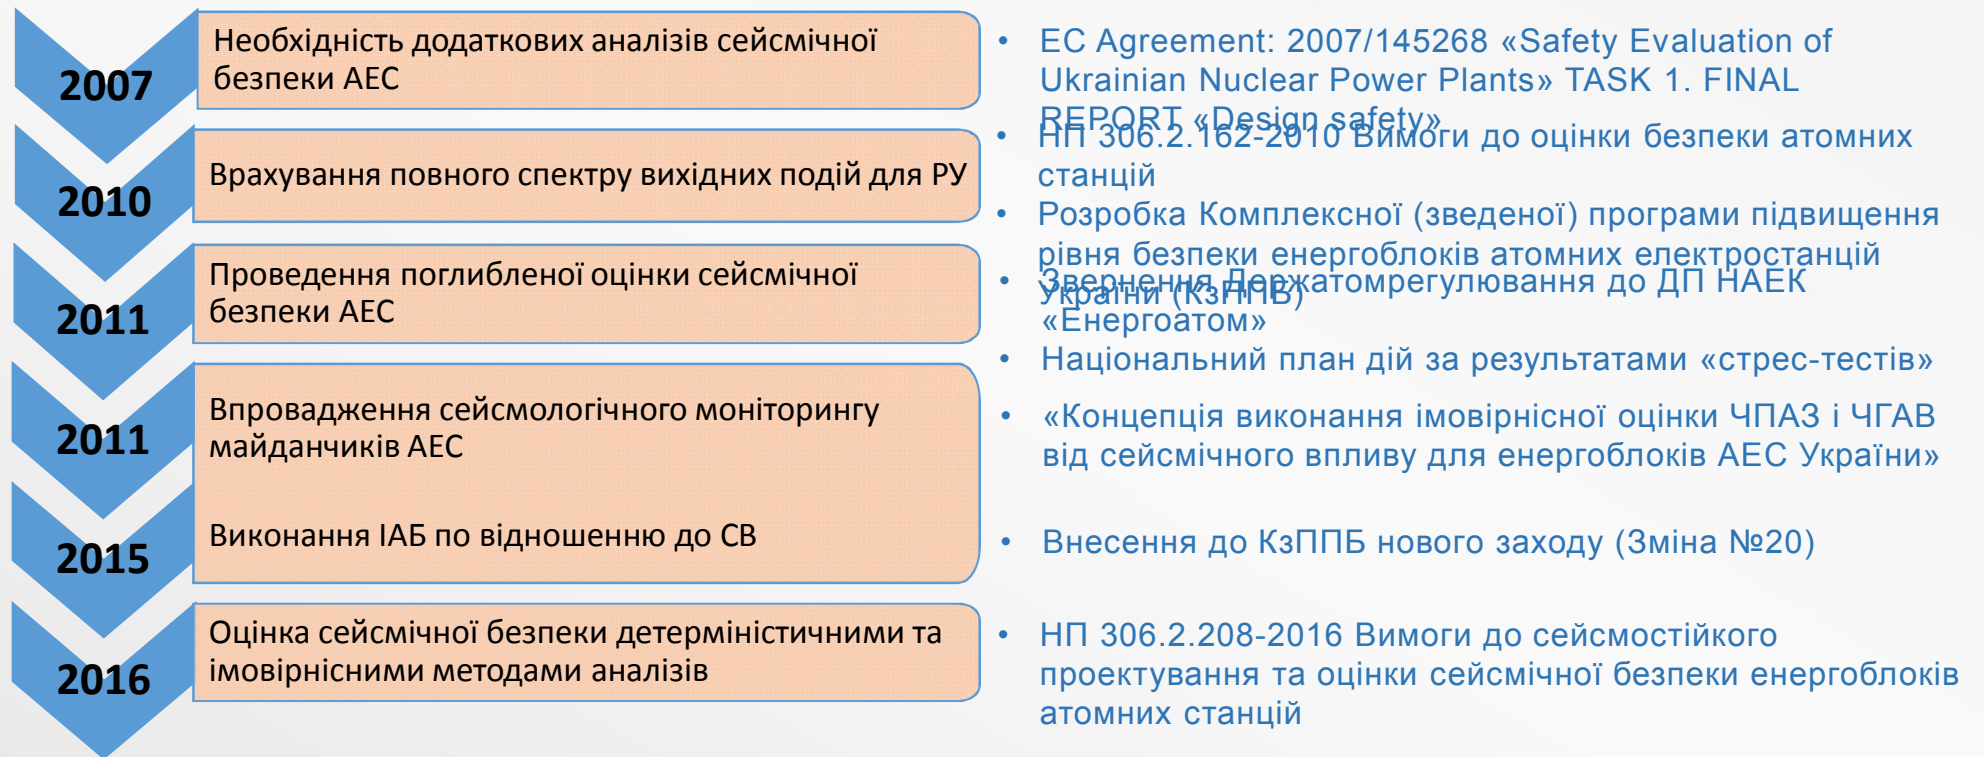 2007
Необхідність додаткових аналізів сейсмічної
безпеки АЕС
2010
Врахування повного спектру вихідних подій для РУ
2011
Проведення поглибленої оцінки сейсмічної
безпеки АЕС
2011
Впровадження сейсмологічного моніторингу
майданчиків АЕС
2015
Виконання ІАБ по відношенню до СВ
2016
Оцінка сейсмічної безпеки детерміністичними та
імовірнісними методами аналізів
• EC Agreement: 2007/145268 «Safety Evaluation of
Ukrainian Nuclear Power Plants» TASK 1. FINAL
REPORT «Design safety»
• НП 306.2.162-2010 Вимоги до оцінки безпеки атомних
станцій
• Розробка Комплексної (зведеної) програми підвищення
рівня безпеки енергоблоків атомних електростанцій
України (КзППБ)
• Звернення Держатомрегулювання до ДП НАЕК
«Енергоатом»
• Національний план дій за результатами «стрес-тестів»
• «Концепція виконання імовірнісної оцінки ЧПАЗ і ЧГАВ
від сейсмічного впливу для енергоблоків АЕС України»
• Внесення до КзППБ нового заходу (Зміна №20)
• НП 306.2.208-2016 Вимоги до сейсмостійкого
проектування та оцінки сейсмічної безпеки енергоблоків
атомних станцій